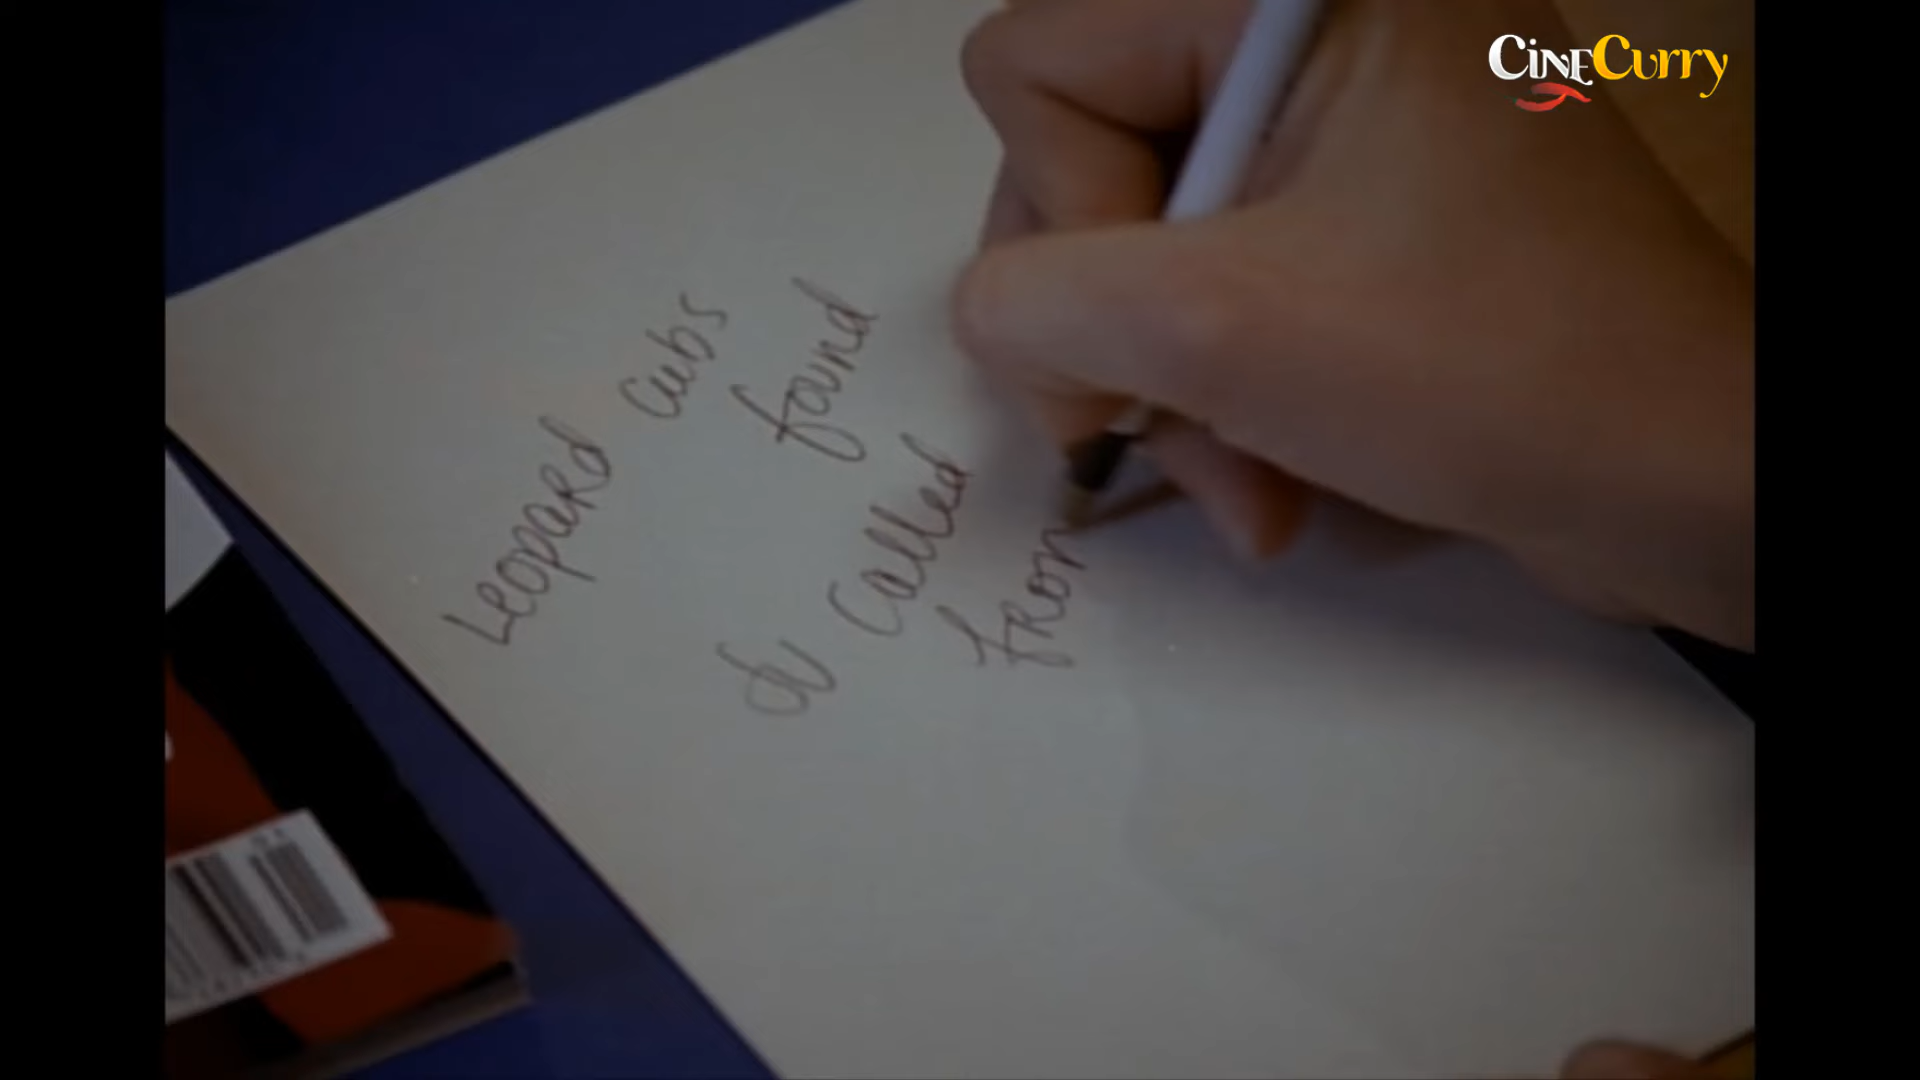 CineCurry
Leopard cubs
found
called
from